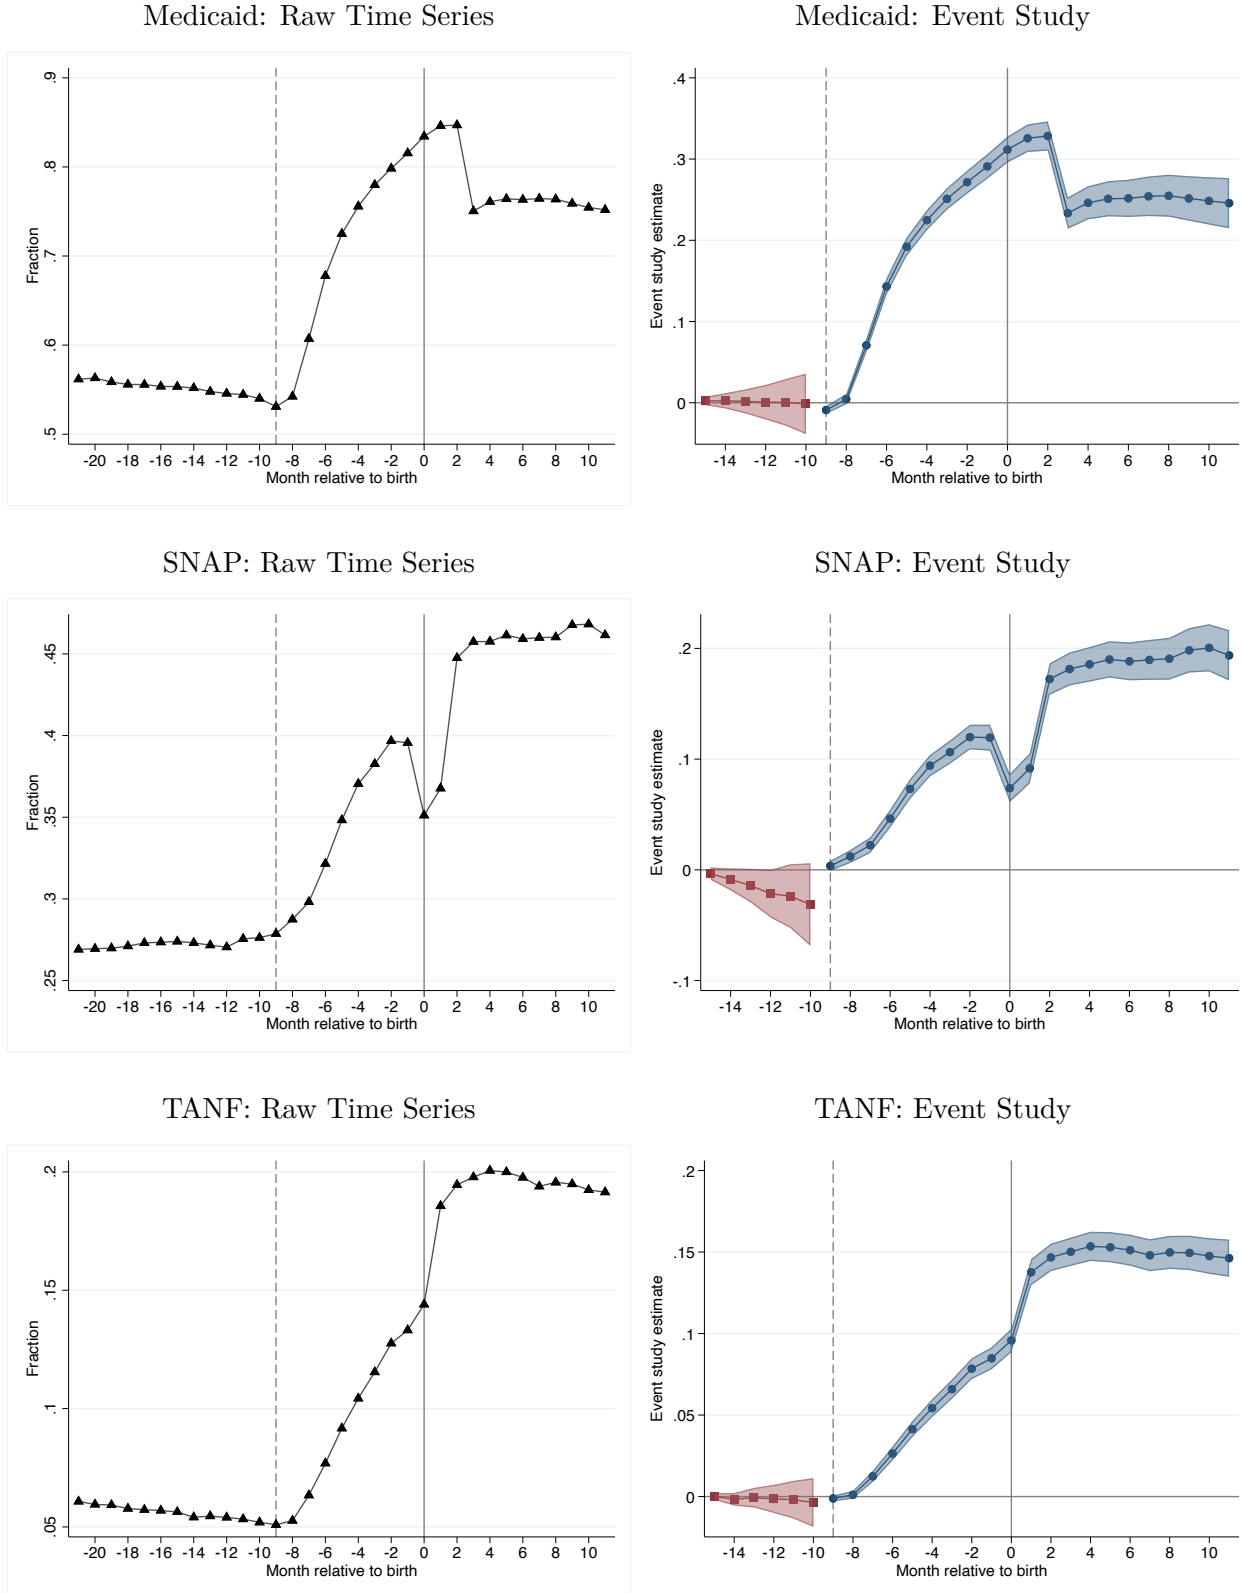 Medicaid: Raw Time Series
Medicaid: Event Study
.9
.8
.7
.6
.5
Fraction
-20 -18 -16 -14 -12 -10 -8 -6 -4 -2 0 2 4 6 8 10
Month relative to birth
.4
.3
.2
.1
0
Event study estimate
-14 -12 -10 -8 -6 -4 -2 0 2 4 6 8 10
Month relative to birth
SNAP: Raw Time Series
SNAP: Event Study
.45
.4
.35
.3
.25
Fraction
-20 -18 -16 -14 -12 -10 -8 -6 -4 -2 0 2 4 6 8 10
Month relative to birth
.2
.1
0
-.1
Event study estimate
-14 -12 -10 -8 -6 -4 -2 0 2 4 6 8 10
Month relative to birth
TANF: Raw Time Series
TANF: Event Study
.2
.15
.1
.05
Fraction
-20 -18 -16 -14 -12 -10 -8 -6 -4 -2 0 2 4 6 8 10
Month relative to birth
.2
.15
.1
.05
0
Event study estimate
-14 -12 -10 -8 -6 -4 -2 0 2 4 6 8 10
Month relative to birth